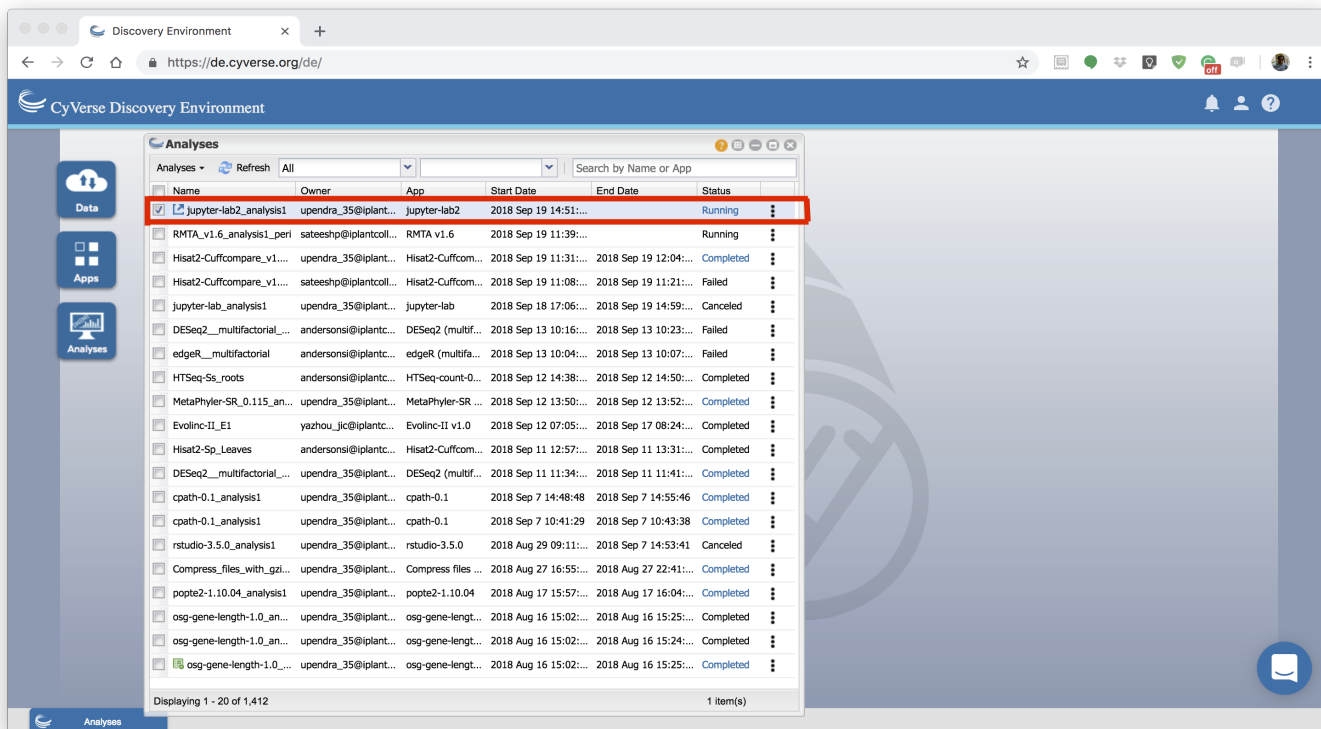 Discovery Environment
https://de.cyverse.org/de/
off
CyVerse Discovery Environment
Data
Apps
Analyses
Analyses
Analyses Refresh All Search by Name or App
Name Owner App Start Date End Date Status
jupyter-lab2_analysis1 upendra_35@iplant... jupyter-lab2 2018 Sep 19 14:51:... Running
RMTA_v1.6_analysis1_peri sateeshp@iplantcoll... RMTA v1.6 2018 Sep 19 11:39:... Running
Hisat2-Cuffcompare_v1.... upendra_35@iplant... Hisat2-Cuffcom... 2018 Sep 19 11:31:... 2018 Sep 19 12:04:... Completed
Hisat2-Cuffcompare_v1.... sateeshp@iplantcoll... Hisat2-Cuffcom... 2018 Sep 19 11:08:... 2018 Sep 19 11:21:... Failed
jupyter-lab_analysis1 upendra_35@iplant... jupyter-lab 2018 Sep 18 17:06:... 2018 Sep 19 14:59:... Canceled
DESeq2__multifactorial_... andersonsi@iplantc... DESeq2 (multif... 2018 Sep 13 10:16:... 2018 Sep 13 10:23:... Failed
edgeR__multifactorial andersonsi@iplantc... edgeR (multifa... 2018 Sep 13 10:04:... 2018 Sep 13 10:07:... Failed
HTSeq-Ss_roots andersonsi@iplantc... HTSeq-count-0... 2018 Sep 12 14:38:... 2018 Sep 12 14:50:... Completed
MetaPhyler-SR_0.115_an... upendra_35@iplant... MetaPhyler-SR ... 2018 Sep 12 13:50:... 2018 Sep 12 13:52:... Completed
Evolinc-II_E1 yazhou_jic@iplantc... Evolinc-II v1.0 2018 Sep 12 07:05:... 2018 Sep 17 08:24:... Completed
Hisat2-Sp_Leaves andersonsi@iplant... Hisat2-Cuffcom... 2018 Sep 11 12:57:... 2018 Sep 11 13:31:... Completed
DESeq2__multifactorial_... upendra_35@iplant... DESeq2 (multif... 2018 Sep 11 11:34:... 2018 Sep 11 11:41:... Completed
cpath-0.1_analysis1 upendra_35@iplant... cpath-0.1 2018 Sep 7 14:48:48 2018 Sep 7 14:55:46 Completed
cpath-0.1_analysis1 upendra_35@iplant... cpath-0.1 2018 Sep 7 10:41:29 2018 Sep 7 10:43:38 Completed
rstudio-3.5.0_analysis1 upendra_35@iplant... rstudio-3.5.0 2018 Aug 29 09:11:... 2018 Sep 7 14:53:41 Canceled
Compress_files_with_gzi... upendra_35@iplant... Compress files ... 2018 Aug 27 16:55:... 2018 Aug 27 22:41:... Completed
popte2-1.10.04_analysis1 upendra_35@iplant... popte2-1.10.04 2018 Aug 17 15:57:... 2018 Aug 17 16:04:... Completed
osg-gene-length-1.0_an... upendra_35@iplant... osg-gene-lengt... 2018 Aug 16 15:02:... 2018 Aug 16 15:25:... Completed
osg-gene-length-1.0_an... upendra_35@iplant... osg-gene-lengt... 2018 Aug 16 15:02:... 2018 Aug 16 15:24:... Completed
osg-gene-length-1.0_... upendra_35@iplant... osg-gene-lengt... 2018 Aug 16 15:02:... 2018 Aug 16 15:25:... Completed
Displaying 1 - 20 of 1,412 1 item(s)
Analyses